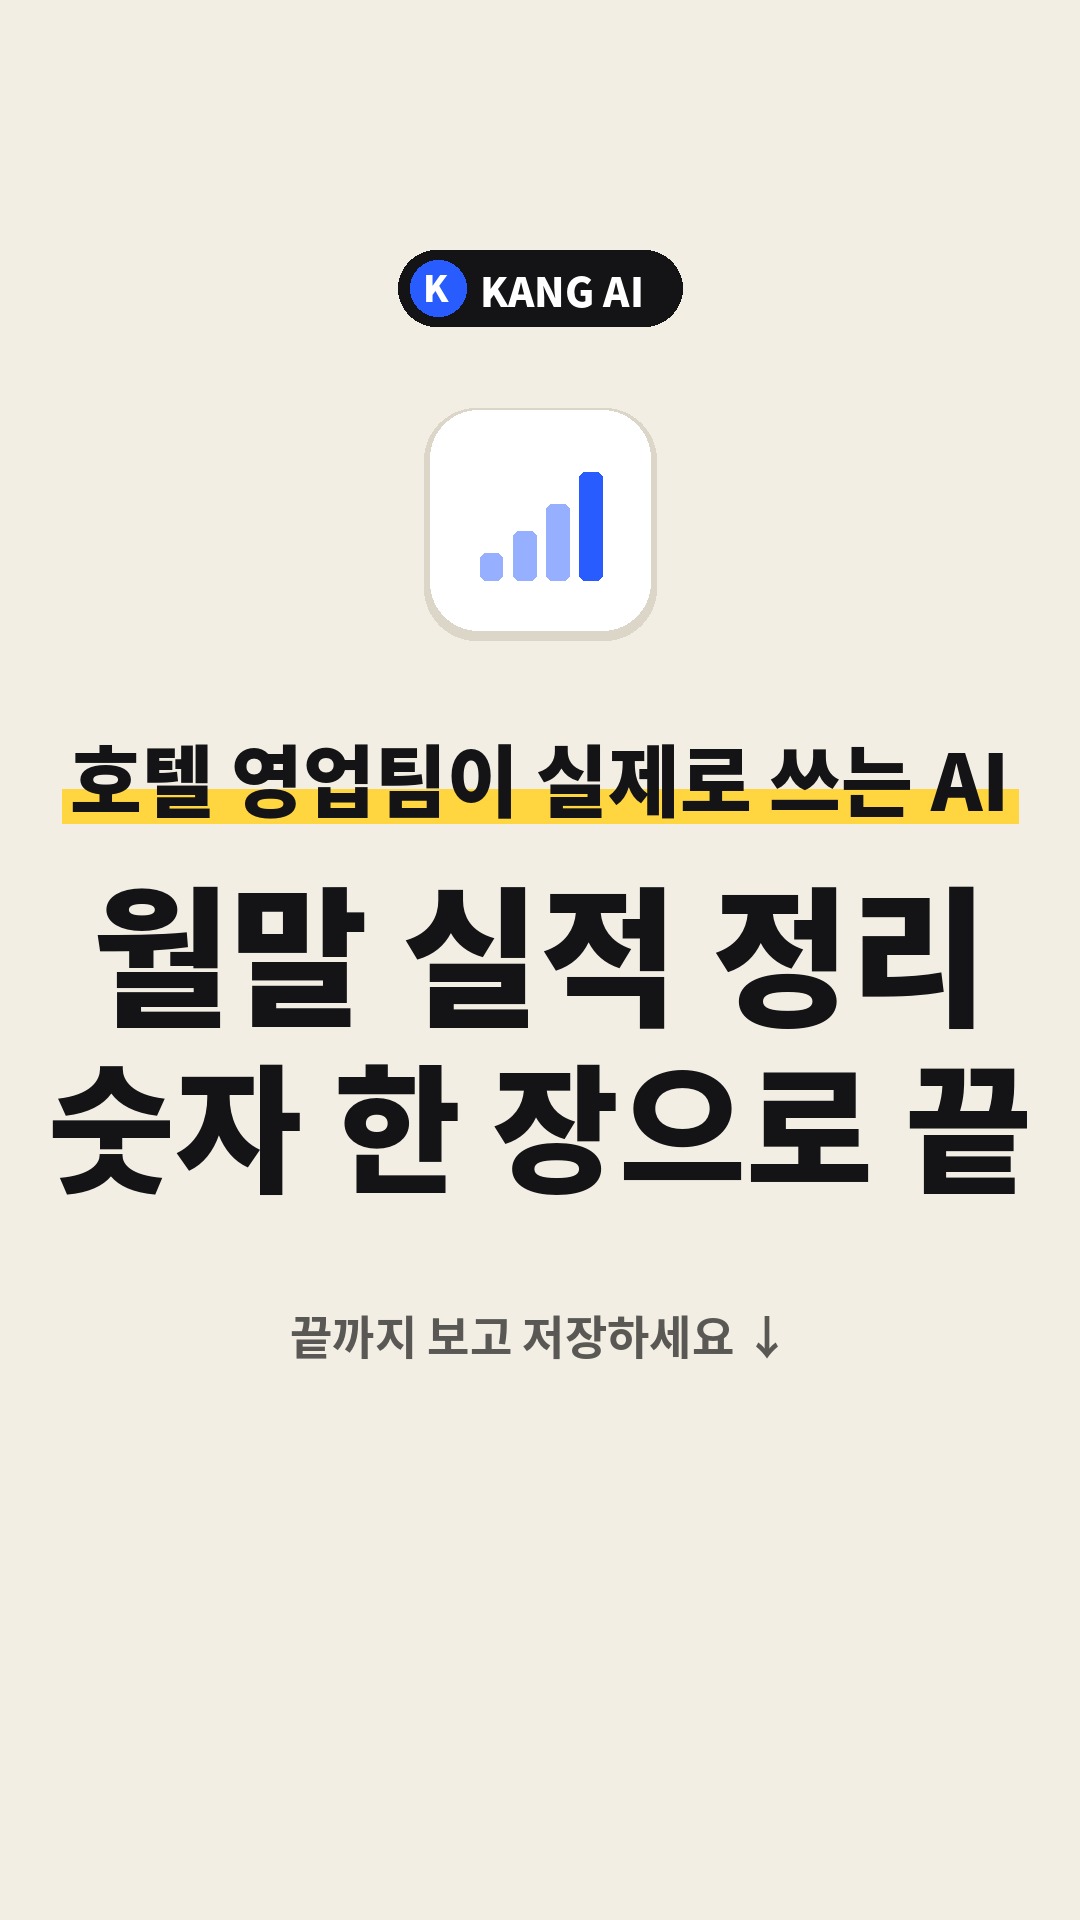 K KANG AI
호텔 영업팀이 실제로 쓰는 AI
월말 실적 정리
숫자 한 장으로 끝
끝까지 보고 저장하세요 ↓